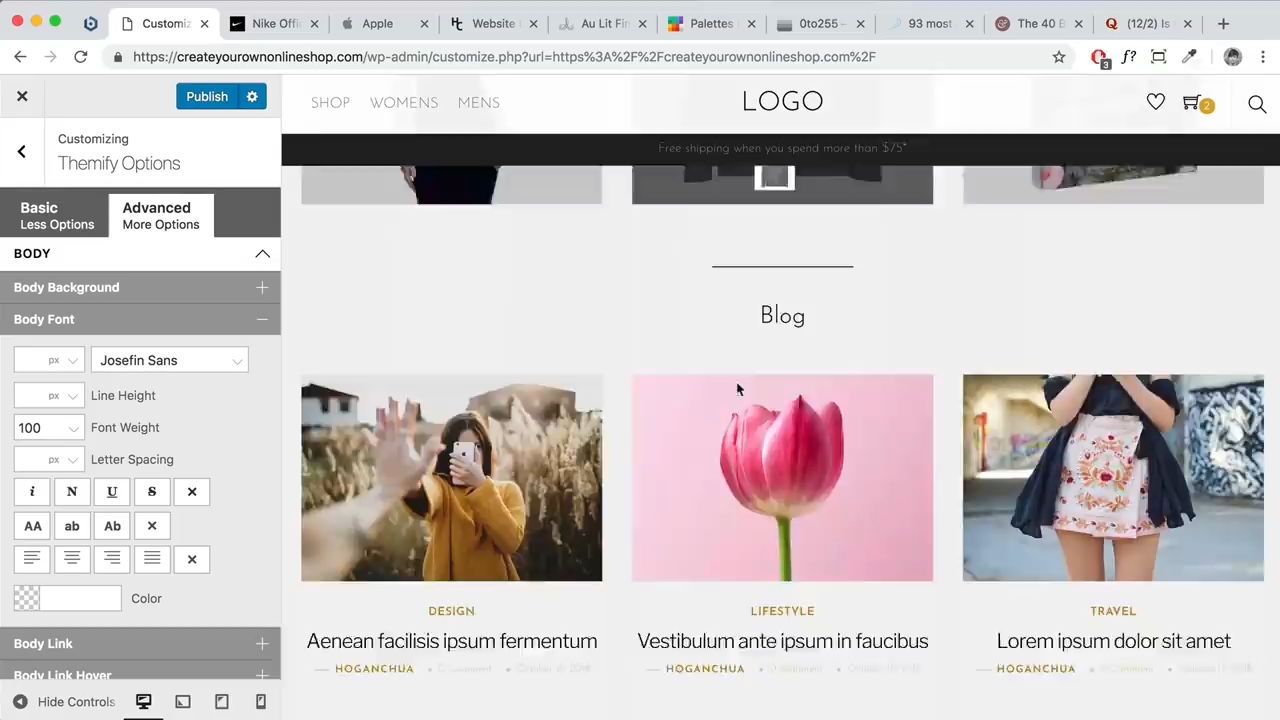 Customiz
Nike Offi
Apple
Website
Au Lit Fin
Palettes
0to255 –
93 most
The 40 B
(12/2) Is
https://createyourownonlineshop.com/wp-admin/customize.php?url=https%3A%2F%2Fcreateyourownonlineshop.com%2F
3
f?
Publish
SHOP WOMENS MENS
LOGO
2
Customizing
Themify Options
Free shipping when you spend more than $75*
Basic
Less Options
Advanced
More Options
BODY
Body Background
Body Font
px
Josefin Sans
px
Line Height
100
Font Weight
px
Letter Spacing
i N U S ×
AA ab Ab ×
×
Color
Body Link
Body Link Hover
Hide Controls
Blog
DESIGN
Aenean facilisis ipsum fermentum
HOGANCHUA
LIFESTYLE
Vestibulum ante ipsum in faucibus
HOGANCHUA
TRAVEL
Lorem ipsum dolor sit amet
HOGANCHUA